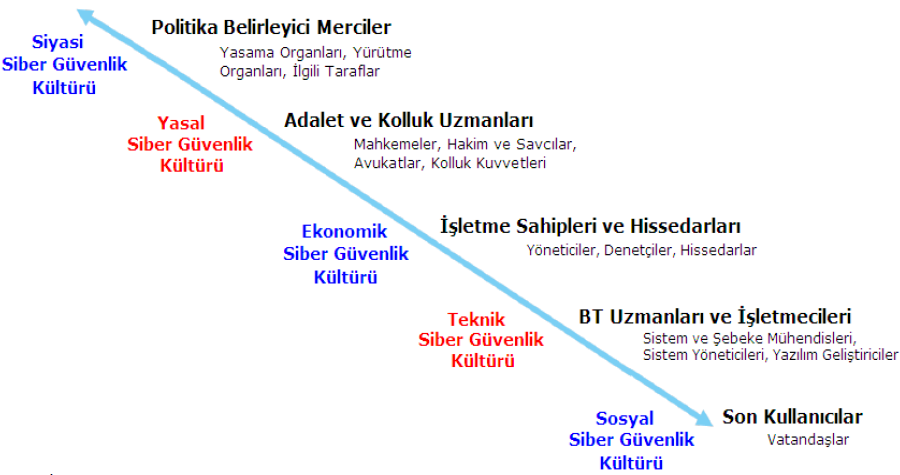 Politika Belirleyici Merciler
Yasama Organları, Yürütme
Organları, İlgili Taraflar
Siyasi
Siber Güvenlik
Kültürü
Adalet ve Kolluk Uzmanları
Mahkemeler, Hakim ve Savcılar,
Avukatlar, Kolluk Kuvvetleri
Yasal
Siber Güvenlik
Kültürü
İşletme Sahipleri ve Hissedarları
Yöneticiler, Denetçiler, Hissedarlar
Ekonomik
Siber Güvenlik
Kültürü
BT Uzmanları ve İşletmecileri
Sistem ve Şebeke Mühendisleri,
Sistem Yöneticileri, Yazılım Geliştiriciler
Teknik
Siber Güvenlik
Kültürü
Son Kullanıcılar
Vatandaşlar
Sosyal
Siber Güvenlik
Kültürü